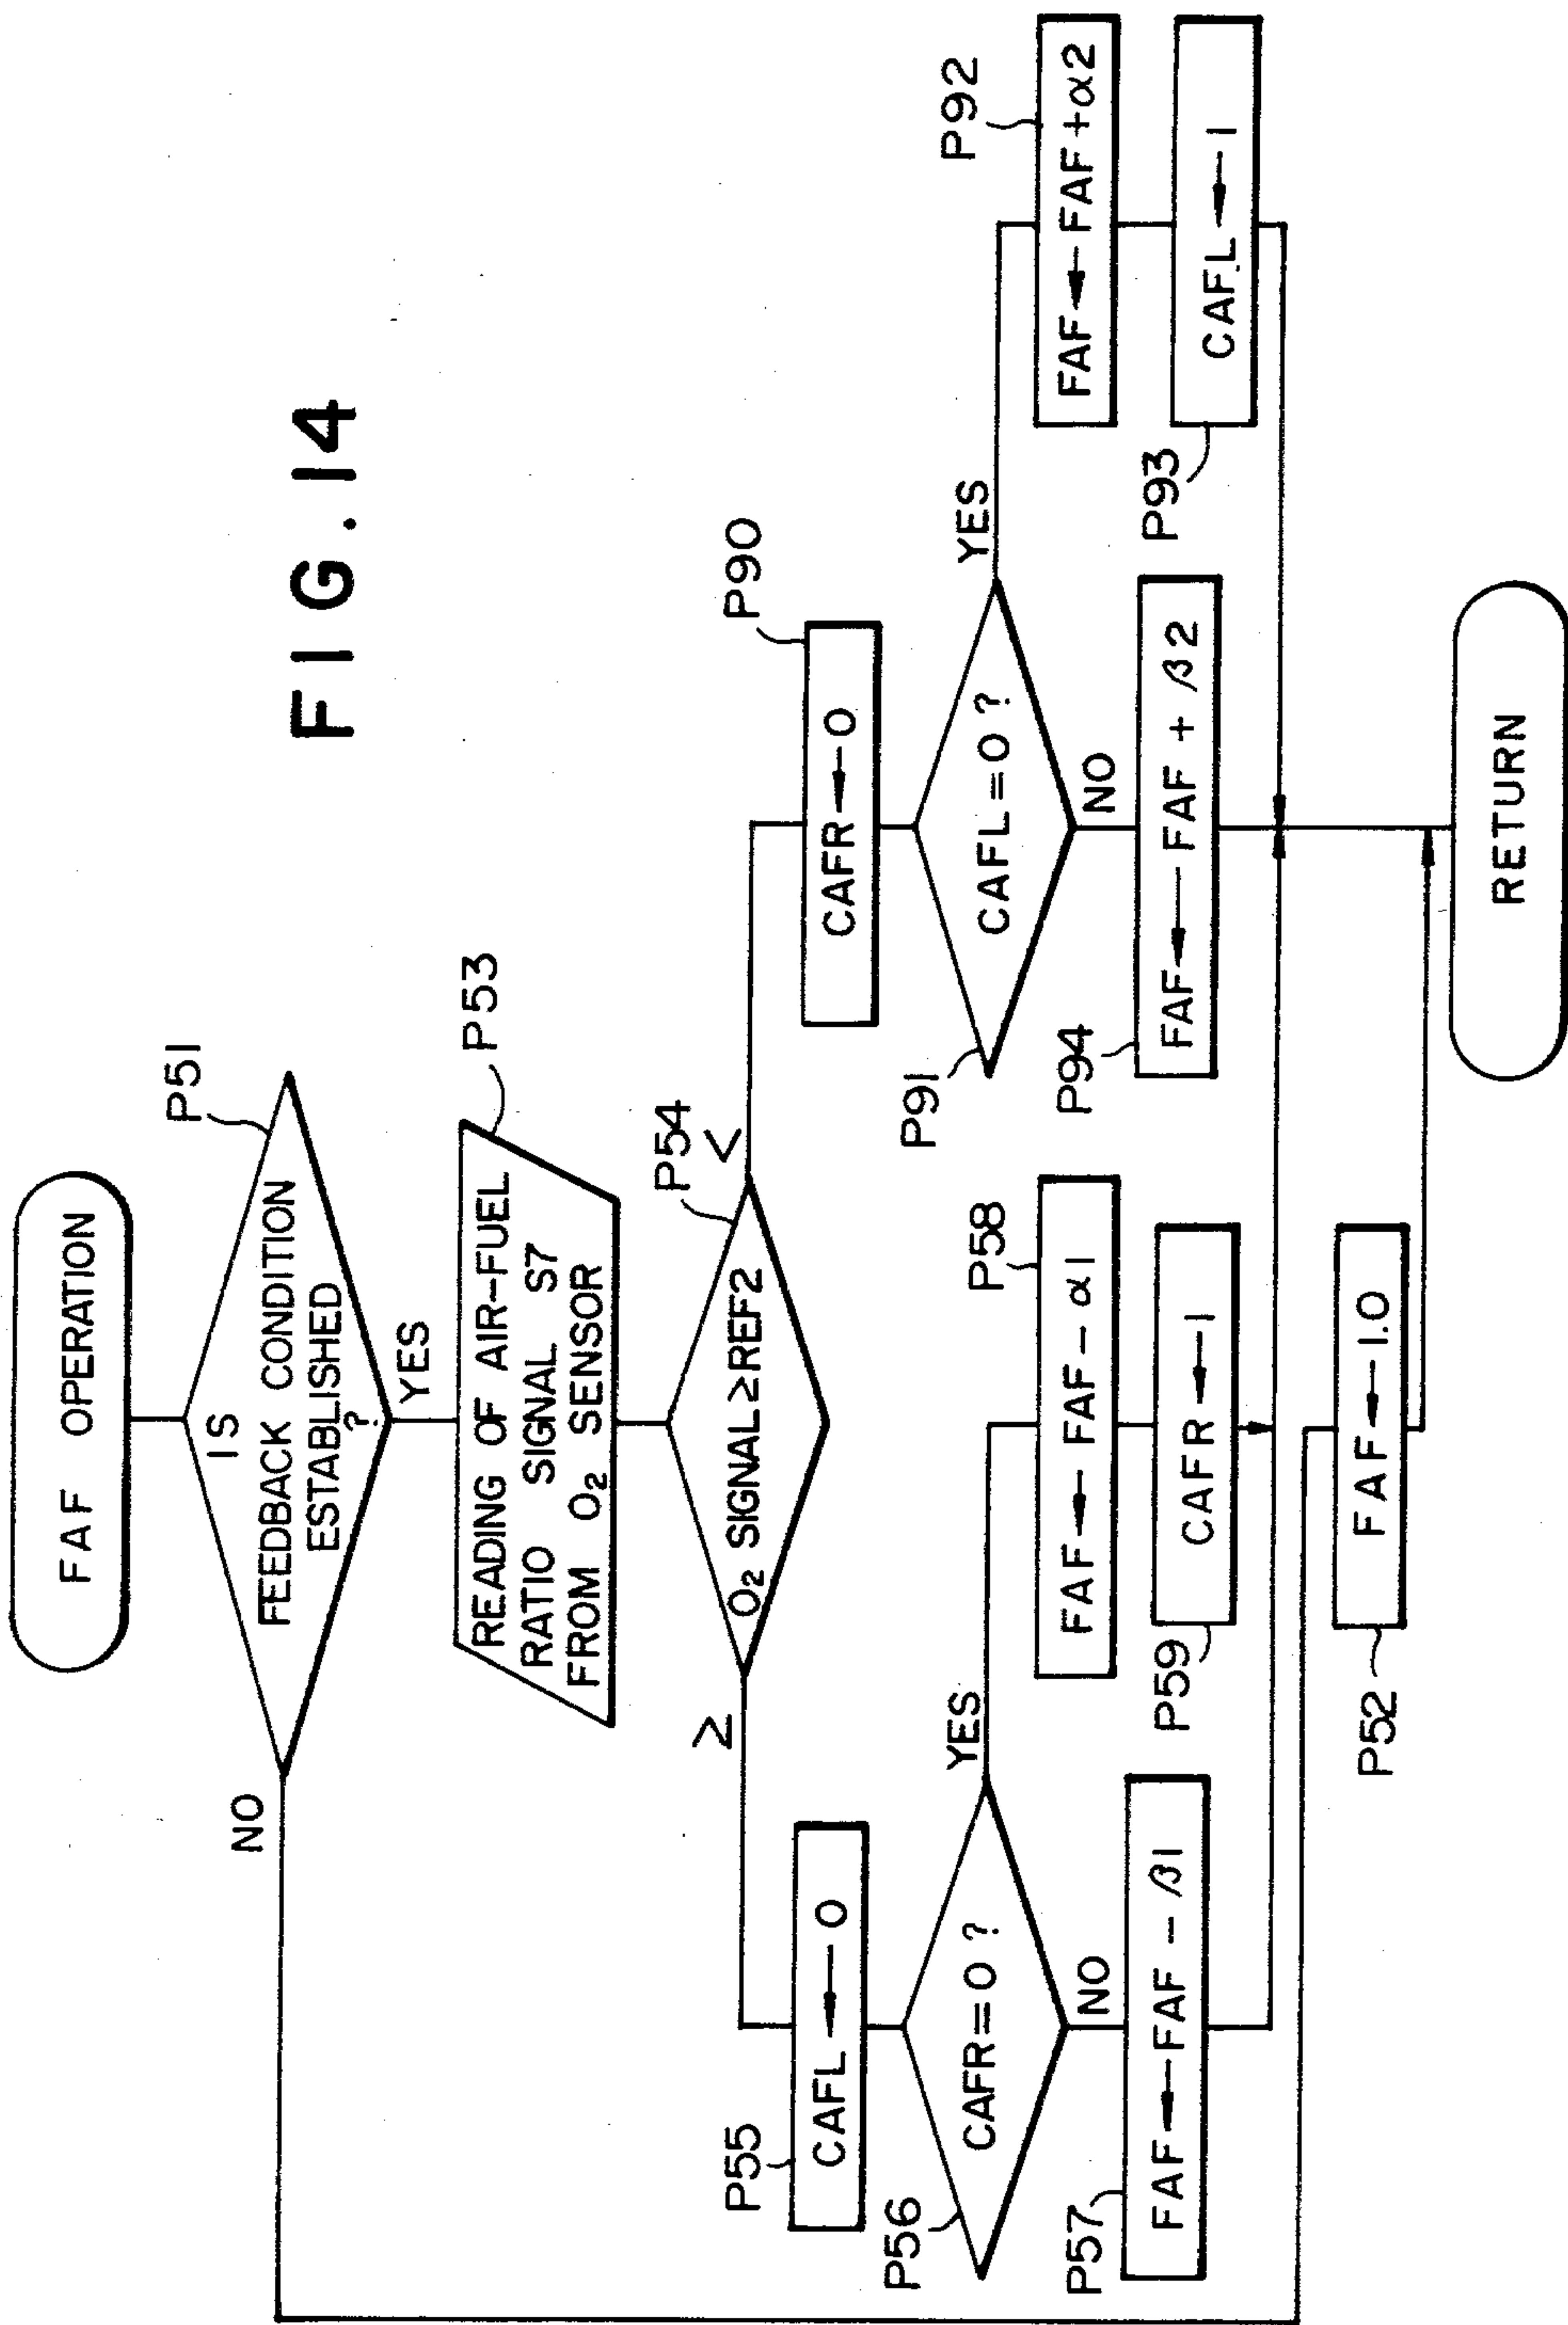 FIG. 14
FAF OPERATION
P51
IS
FEEDBACK CONDITION
ESTABLISHED
?
NO
YES
P53
READING OF AIR-FUEL
RATIO SIGNAL S7
FROM O2 SENSOR
P54
O2 SIGNAL≥REF2
≥
<
P55
CAFL←0
P56
CAFR=0?
YES
NO
P57
FAF←FAF-β1
P58
FAF←FAF-α1
P59
CAFR←1
P52
FAF←1.0
P90
CAFR←0
P91
CAFL=0?
YES
NO
P94
FAF←FAF+β2
P92
FAF←FAF+α2
P93
CAFL←1
RETURN